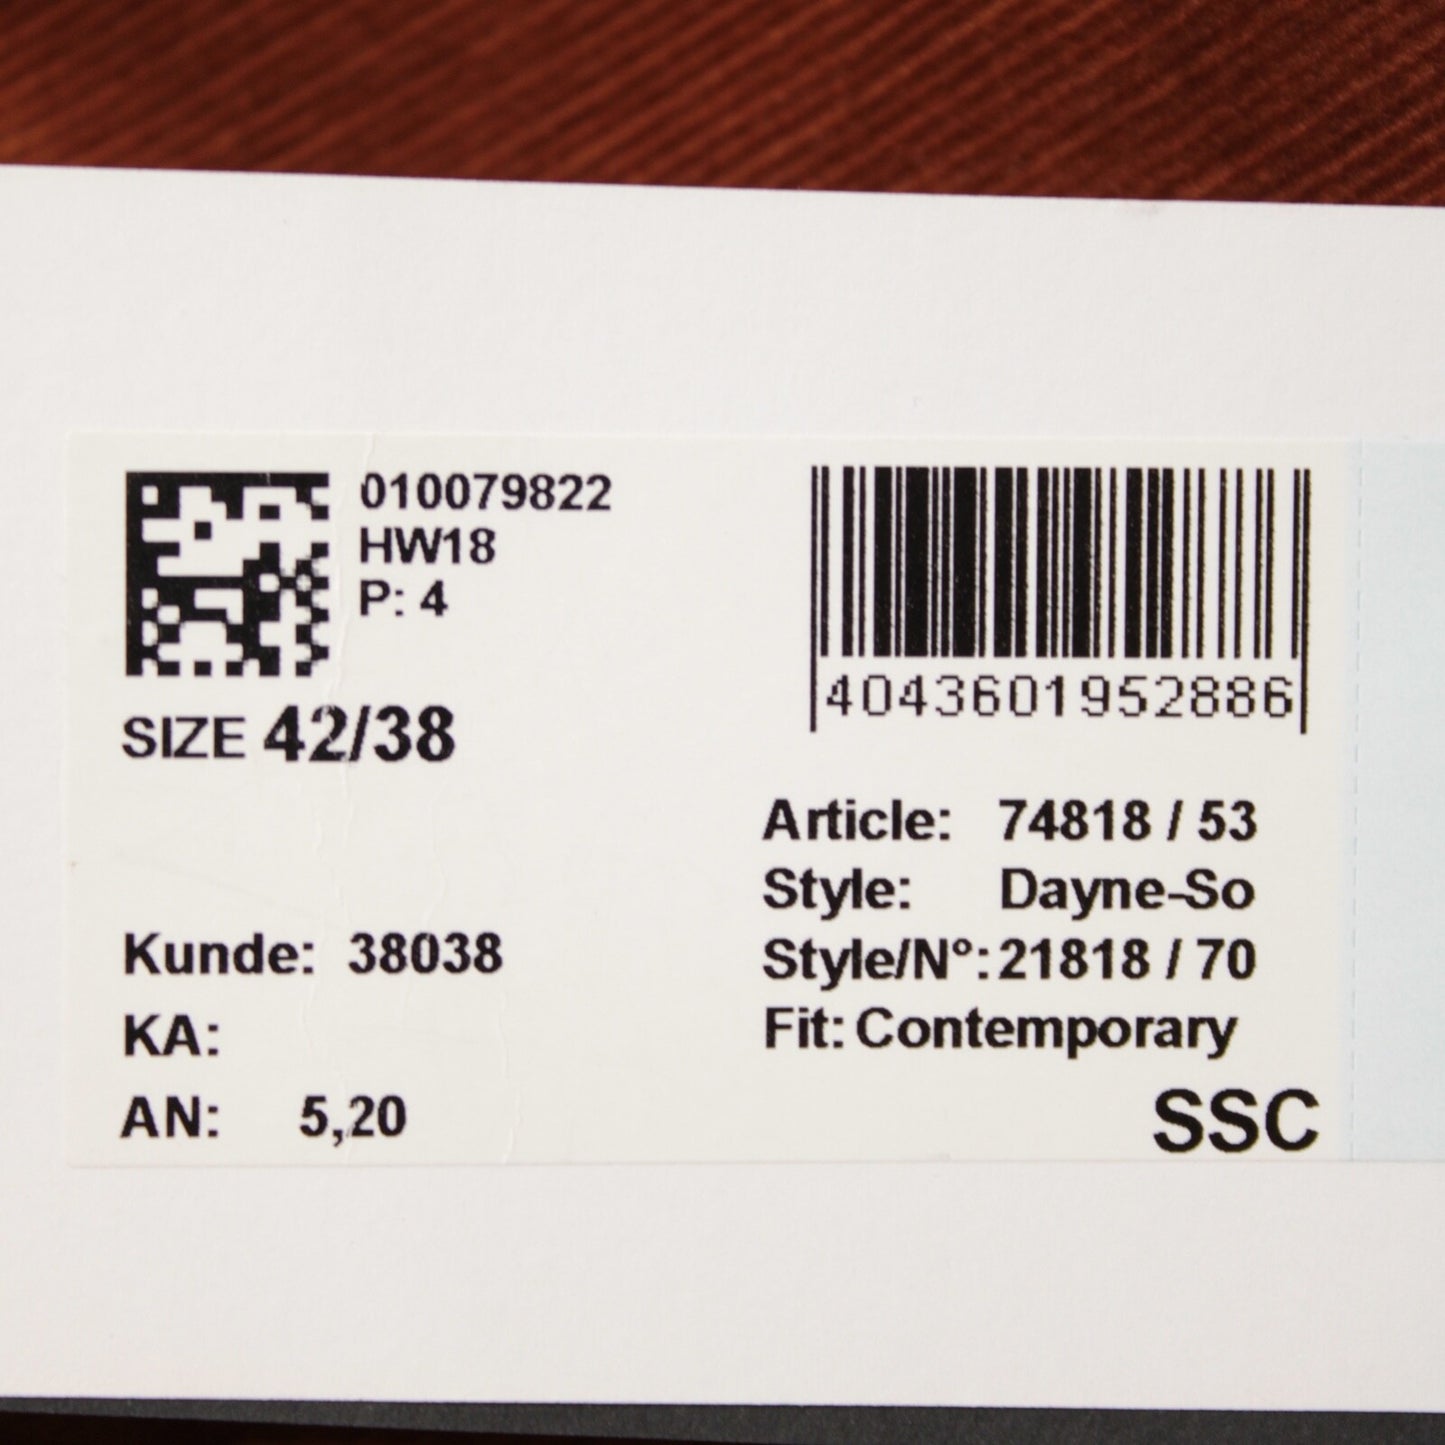 010079822
HW18
P: 4
SIZE 42/38
4043601952886
Article: 74818 / 53
Style: Dayne-So
Style/N°: 21818 / 70
Fit: Contemporary
Kunde: 38038
KA:
AN: 5,20
SSC